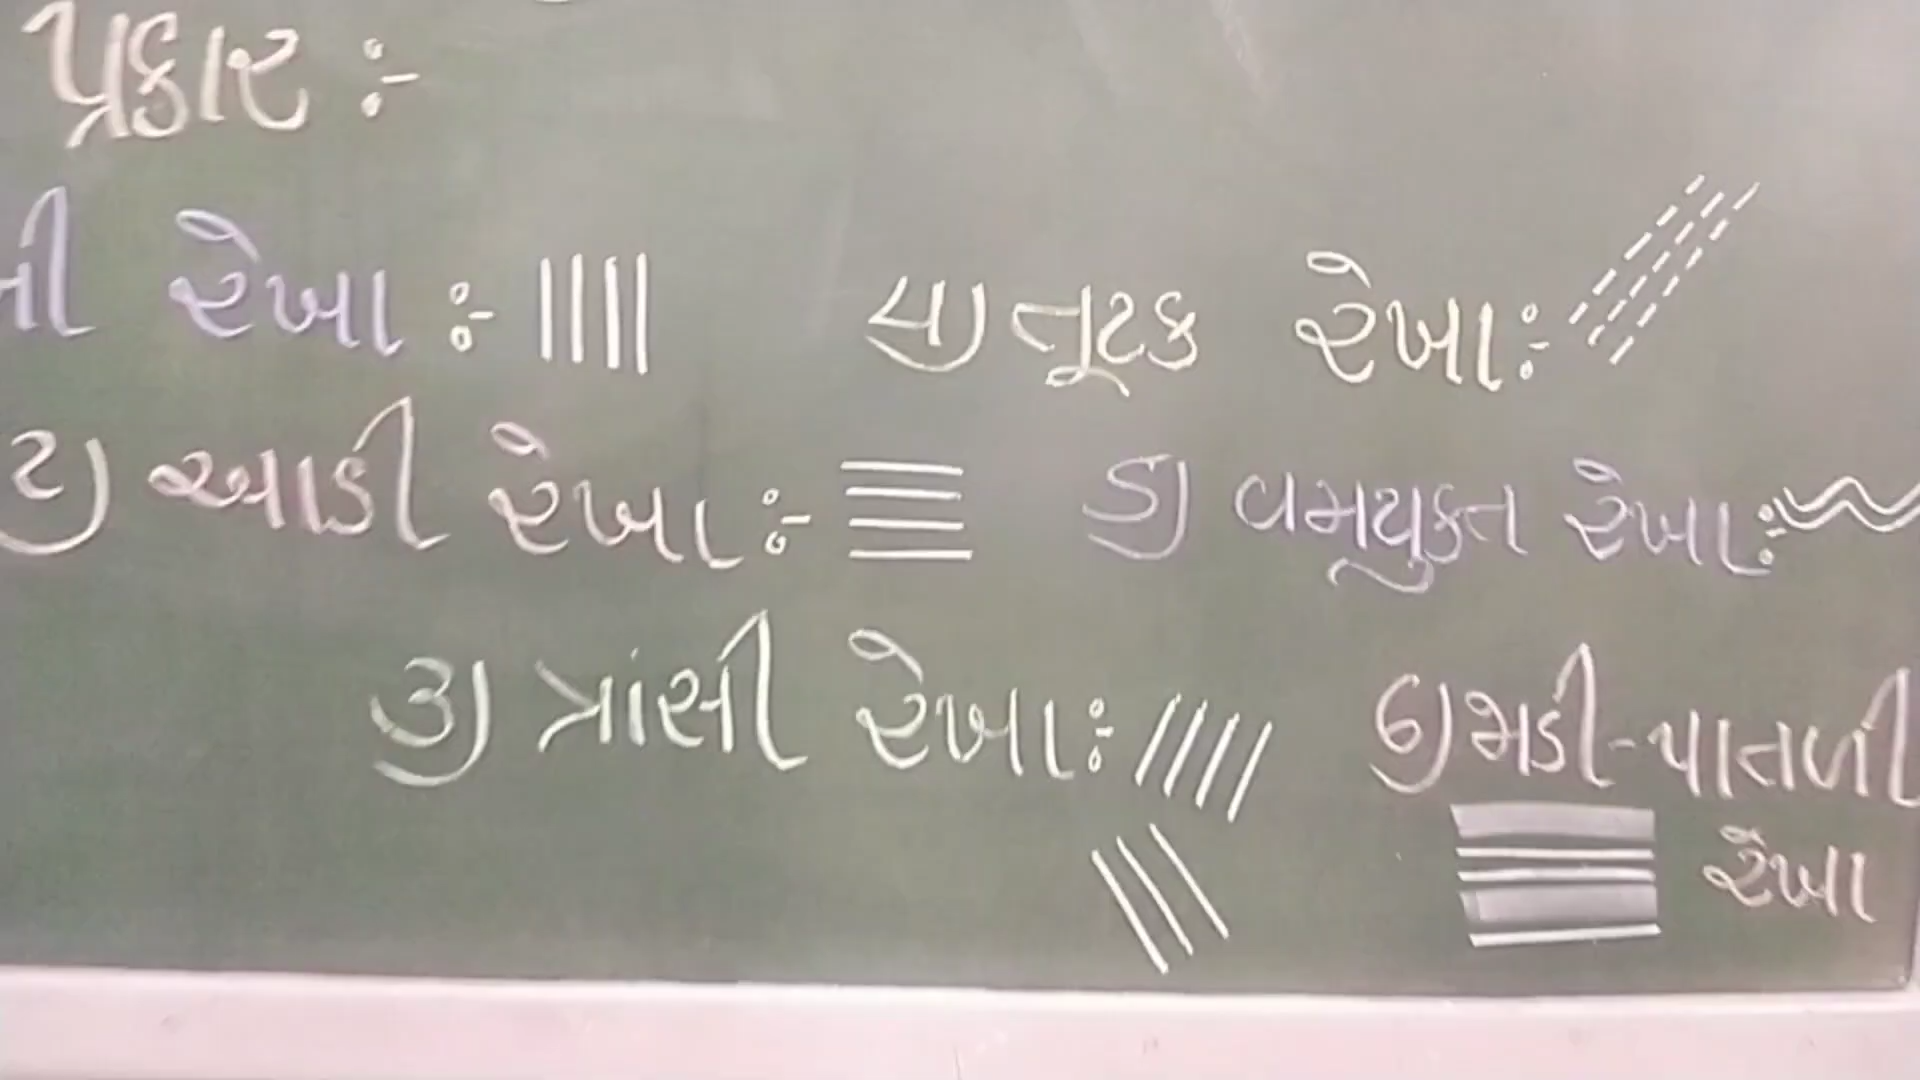 પ્રકાર :-
રેખા :-
૪) તૂટક રેખા :-
૨) આડી રેખા :-
૫) વમયુક્ત રેખા :-
૩) ત્રાંસી રેખા :-
૬) જાડી - પાતળી
રેખા